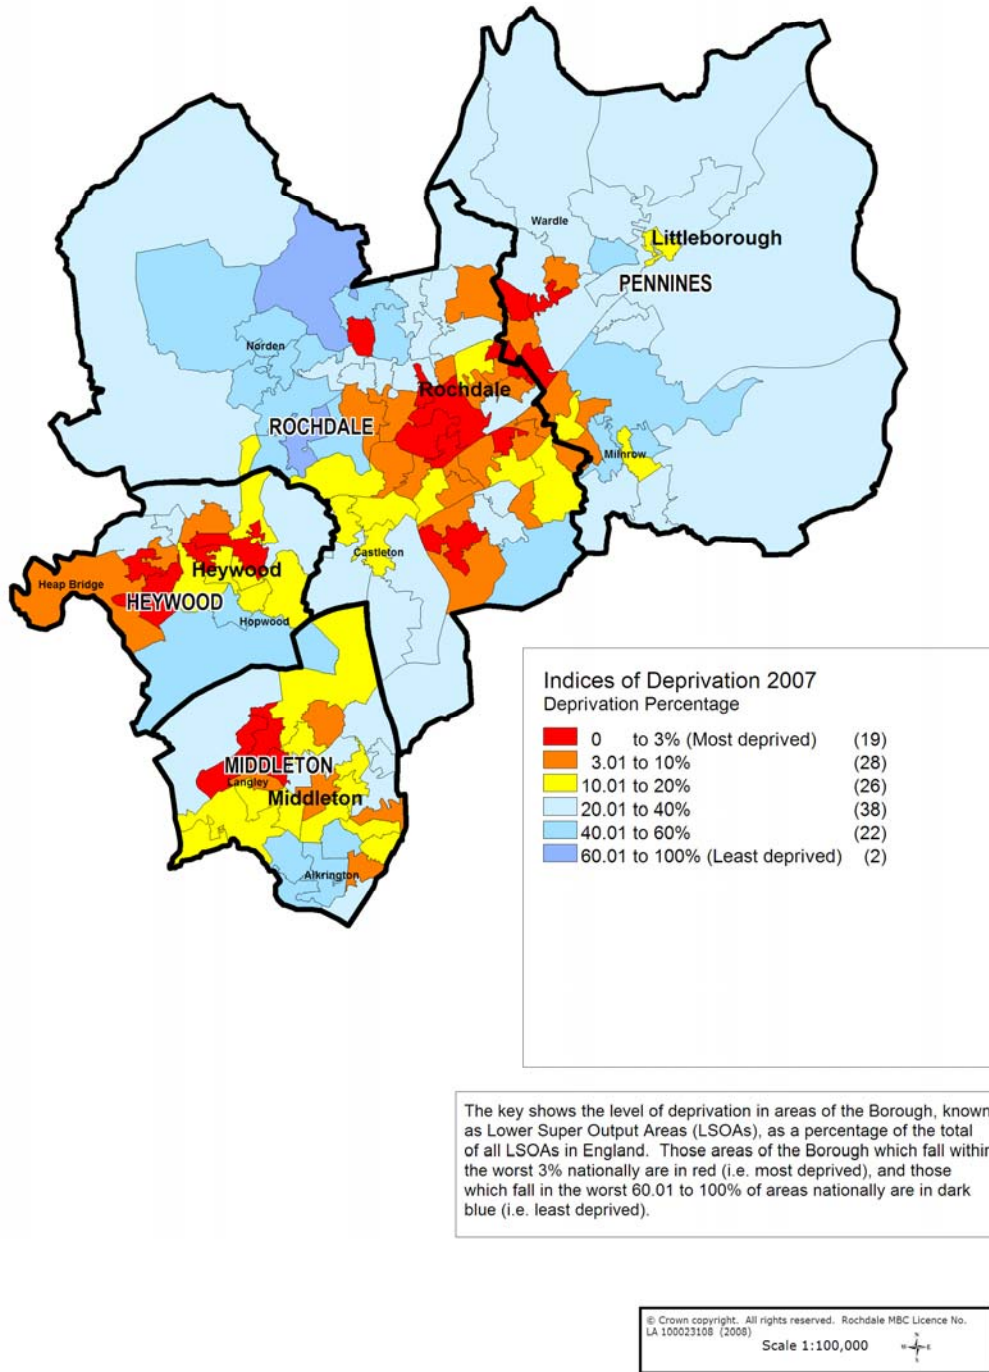 Wardle
Littleborough
PENNINES
Norden
Rochdale
ROCHDALE
Milnrow
Castleton
Heywood
Heap Bridge
HEYWOOD
Hopwood
MIDDLETON
Langley
Middleton
Alkrington
Indices of Deprivation 2007
Deprivation Percentage
0 to 3% (Most deprived) (19)
3.01 to 10% (28)
10.01 to 20% (26)
20.01 to 40% (38)
40.01 to 60% (22)
60.01 to 100% (Least deprived) (2)
The key shows the level of deprivation in areas of the Borough, known
as Lower Super Output Areas (LSOAs), as a percentage of the total
of all LSOAs in England. Those areas of the Borough which fall within
the worst 3% nationally are in red (i.e. most deprived), and those
which fall in the worst 60.01 to 100% of areas nationally are in dark
blue (i.e. least deprived).
© Crown copyright. All rights reserved. Rochdale MBC Licence No.
LA 100023108 (2008)
Scale 1:100,000
N
W E
S